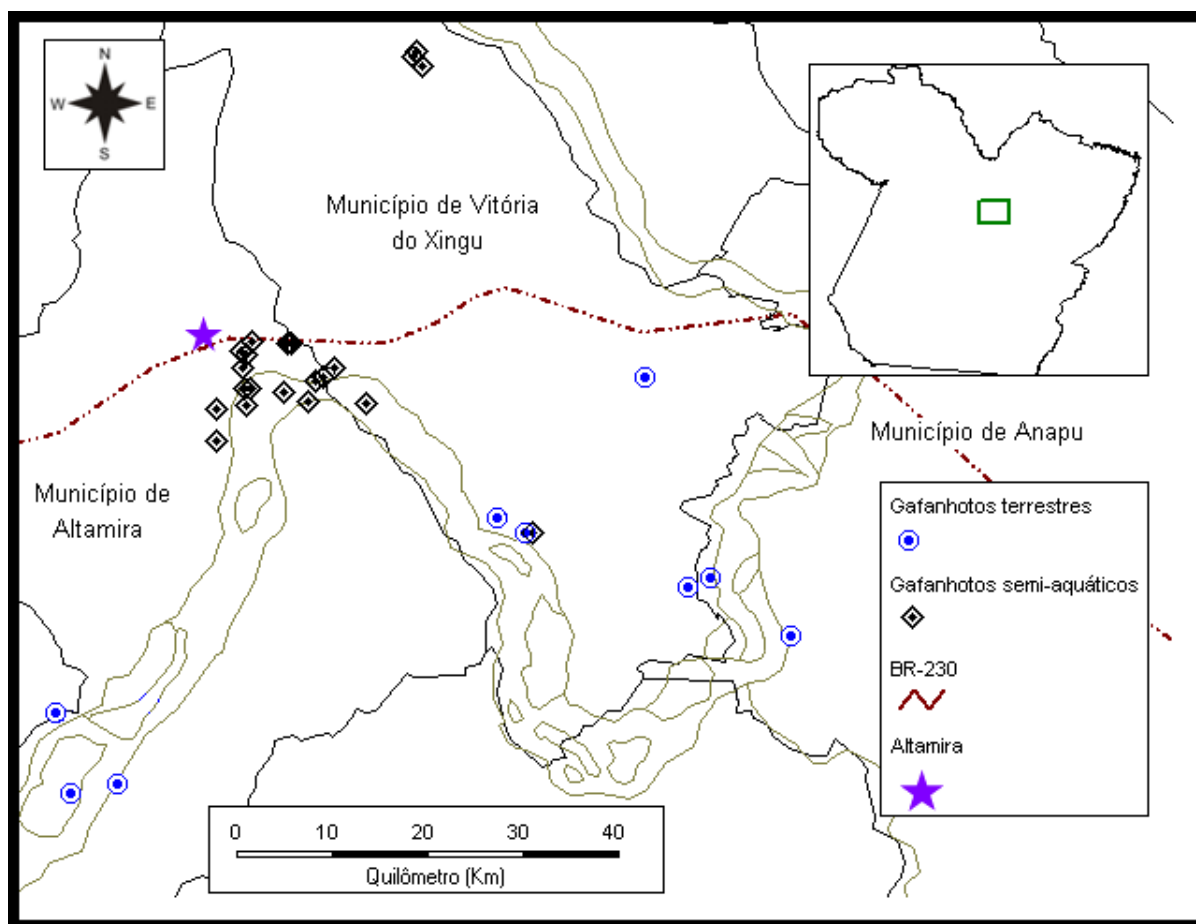 N
W E
S
Município de Vitória
do Xingu
Município de Anapu
Município de
Altamira
Gafanhotos terrestres
Gafanhotos semi-aquáticos
BR-230
Altamira
0 10 20 30 40
Quilômetro (Km)